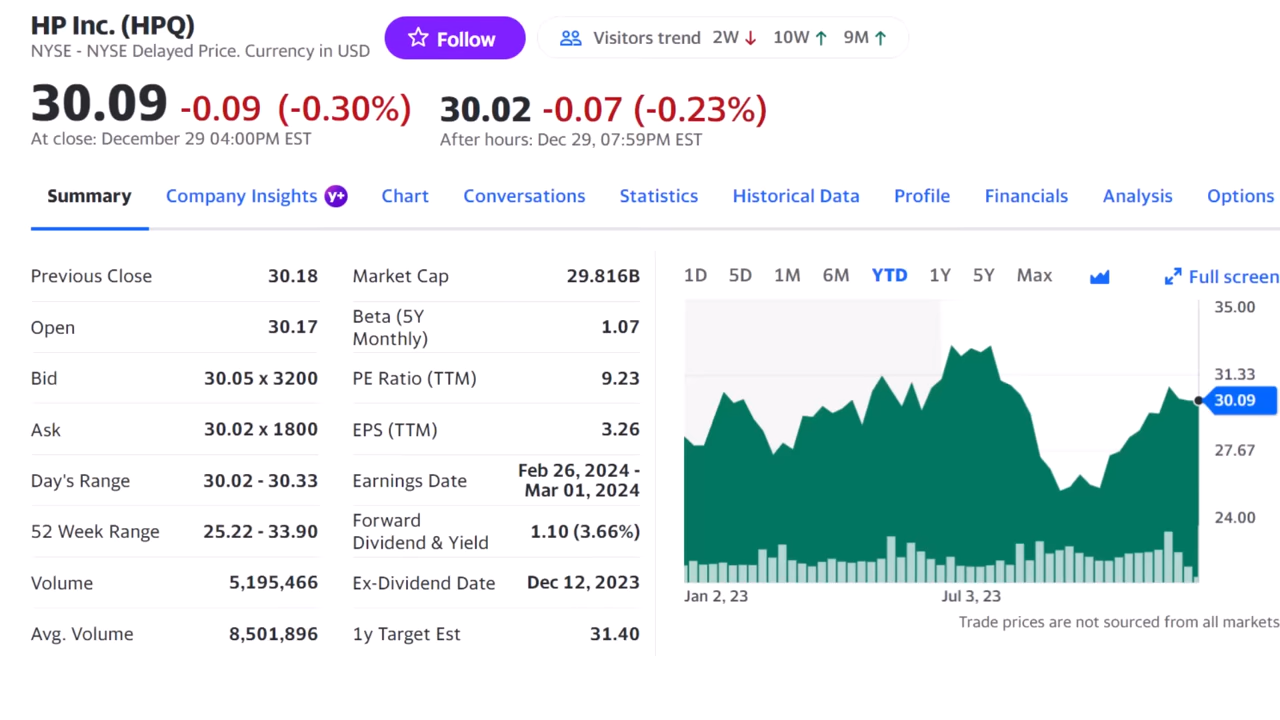 HP Inc. (HPQ)
NYSE - NYSE Delayed Price. Currency in USD
Follow
Visitors trend 2W ↓ 10W ↑ 9M ↑
30.09 -0.09 (-0.30%)
At close: December 29 04:00PM EST
30.02 -0.07 (-0.23%)
After hours: Dec 29, 07:59PM EST
Summary Company Insights y+ Chart Conversations Statistics Historical Data Profile Financials Analysis Options
Previous Close 30.18
Open 30.17
Bid 30.05 x 3200
Ask 30.02 x 1800
Day's Range 30.02 - 30.33
52 Week Range 25.22 - 33.90
Volume 5,195,466
Avg. Volume 8,501,896
Market Cap 29.816B
Beta (5Y
Monthly) 1.07
PE Ratio (TTM) 9.23
EPS (TTM) 3.26
Earnings Date Feb 26, 2024 -
Mar 01, 2024
Forward
Dividend & Yield 1.10 (3.66%)
Ex-Dividend Date Dec 12, 2023
1y Target Est 31.40
1D 5D 1M 6M YTD 1Y 5Y Max Full screen
35.00
31.33
30.09
27.67
24.00
Jan 2, 23 Jul 3, 23
Trade prices are not sourced from all markets